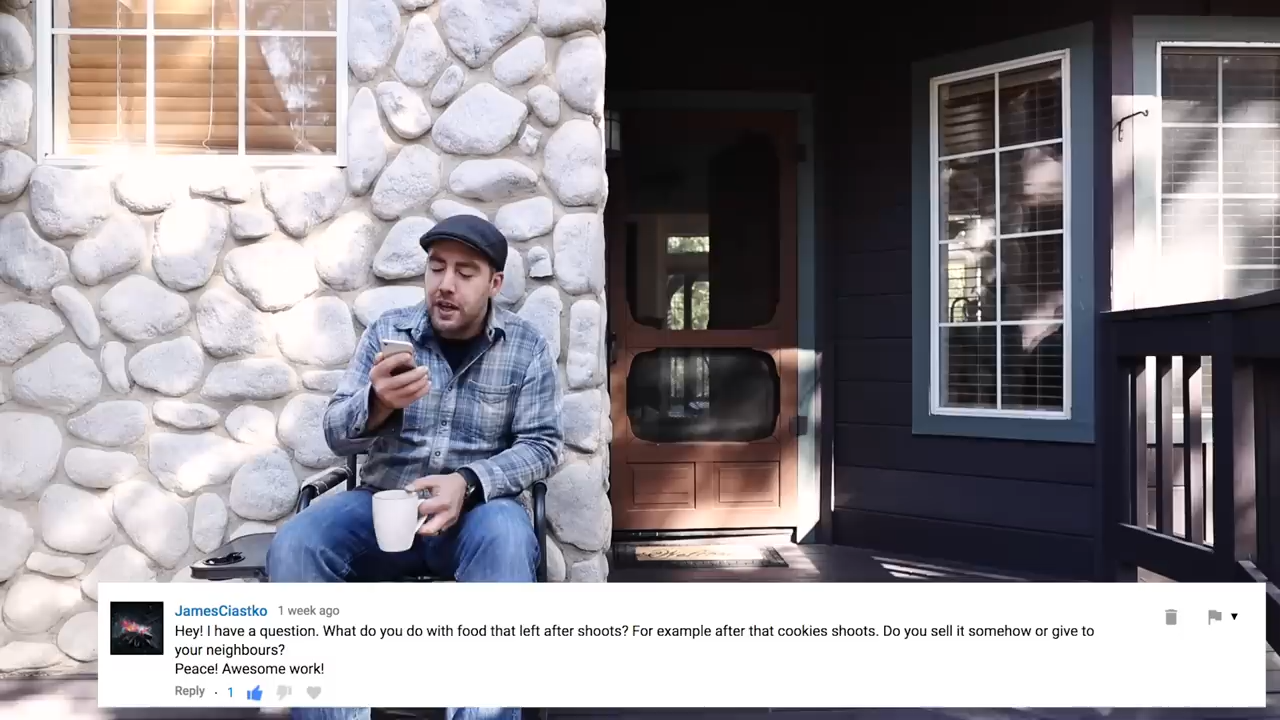 JamesCiastko 1 week ago
Hey! I have a question. What do you do with food that left after shoots? For example after that cookies shoots. Do you sell it somehow or give to
your neighbours?
Peace! Awesome work!
Reply · 1